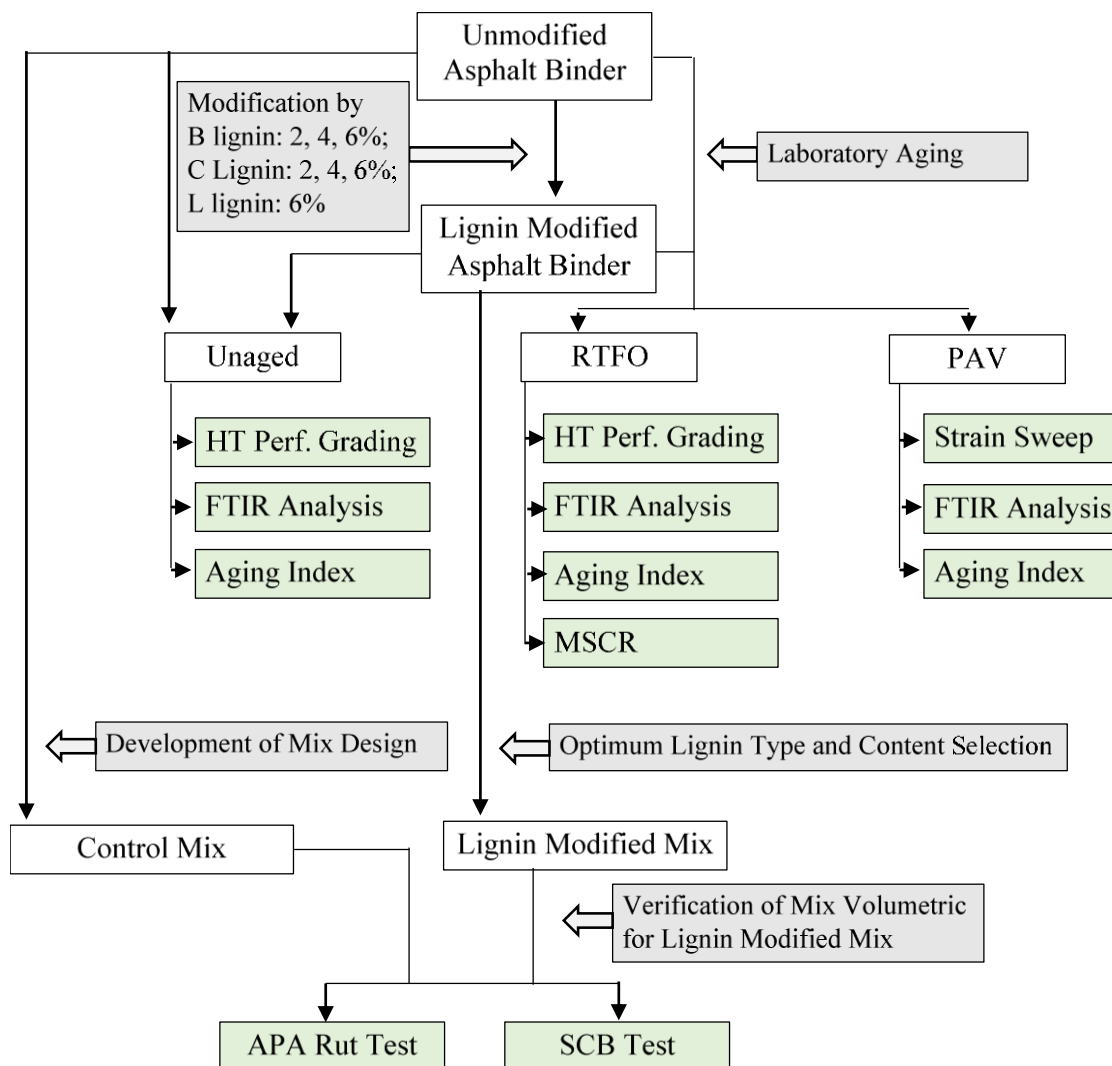 Unmodified
Asphalt Binder
Modification by
B lignin: 2, 4, 6%;
C Lignin: 2, 4, 6%;
L lignin: 6%
Laboratory Aging
Lignin Modified
Asphalt Binder
Unaged
RTFO
PAV
HT Perf. Grading
FTIR Analysis
Aging Index
HT Perf. Grading
FTIR Analysis
Aging Index
MSCR
Strain Sweep
FTIR Analysis
Aging Index
Development of Mix Design
Optimum Lignin Type and Content Selection
Control Mix
Lignin Modified Mix
Verification of Mix Volumetric
for Lignin Modified Mix
APA Rut Test
SCB Test